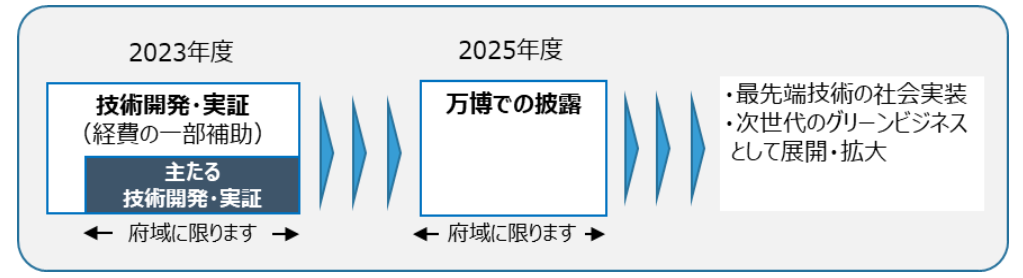 2023年度
技術開発・実証
（経費の一部補助）
主たる
技術開発・実証
← 府域に限ります →
2025年度
万博での披露
← 府域に限ります →
・最先端技術の社会実装
・次世代のグリーンビジネス
として展開・拡大